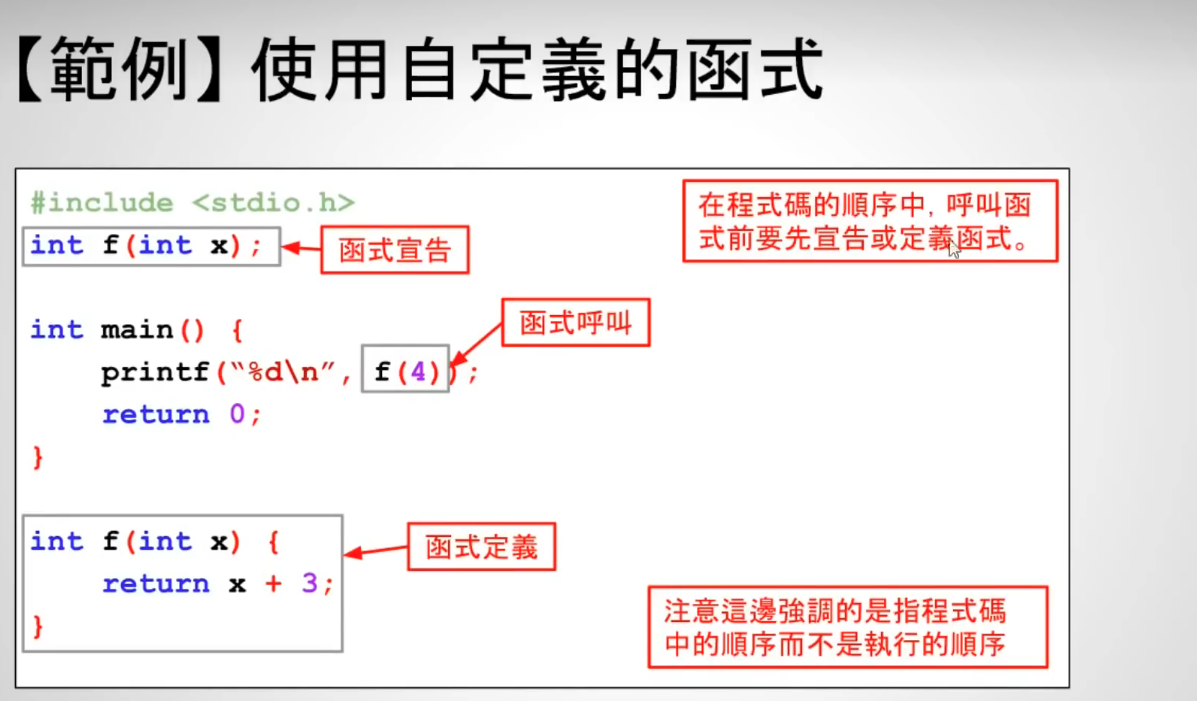 【範例】使用自定義的函式
#include <stdio.h>
int f(int x);
函式宣告
在程式碼的順序中, 呼叫函
式前要先宣告或定義函式。
int main() {
函式呼叫
printf(“%d\n”, f(4));
return 0;
}
int f(int x) {
函式定義
return x + 3;
}
注意這邊強調的是指程式碼
中的順序而不是執行的順序